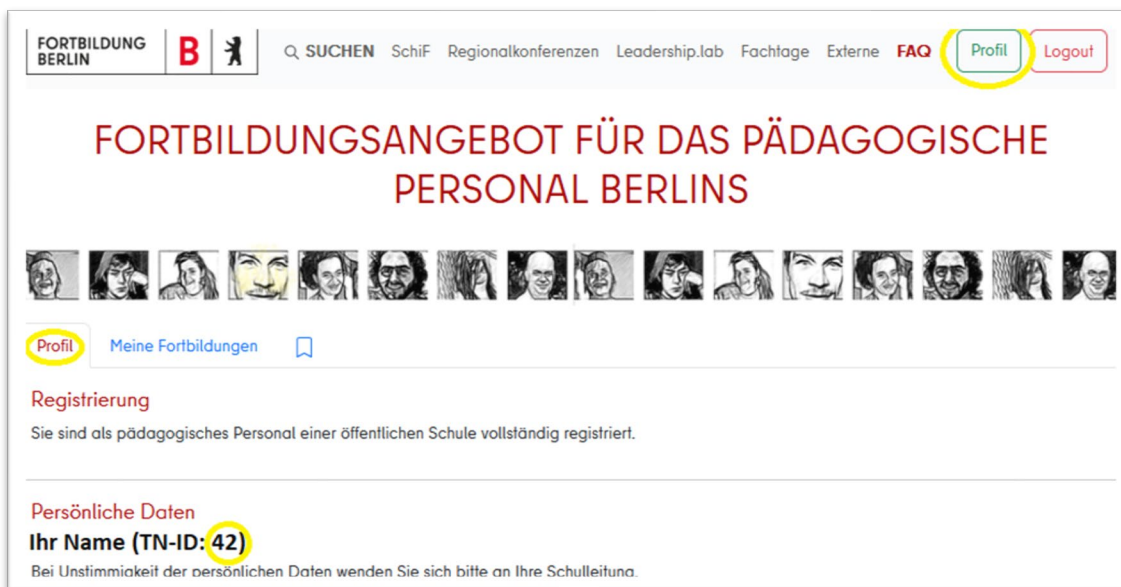 FORTBILDUNG
BERLIN
B
SUCHEN SchiF Regionalkonferenzen Leadership.lab Fachtage Externe FAQ Profil Logout
FORTBILDUNGSANGEBOT FÜR DAS PÄDAGOGISCHE
PERSONAL BERLINS
Profil Meine Fortbildungen
Registrierung
Sie sind als pädagogisches Personal einer öffentlichen Schule vollständig registriert.
Persönliche Daten
Ihr Name (TN-ID: 42)
Bei Unstimmigkeit der persönlichen Daten wenden Sie sich bitte an Ihre Schulleitung.